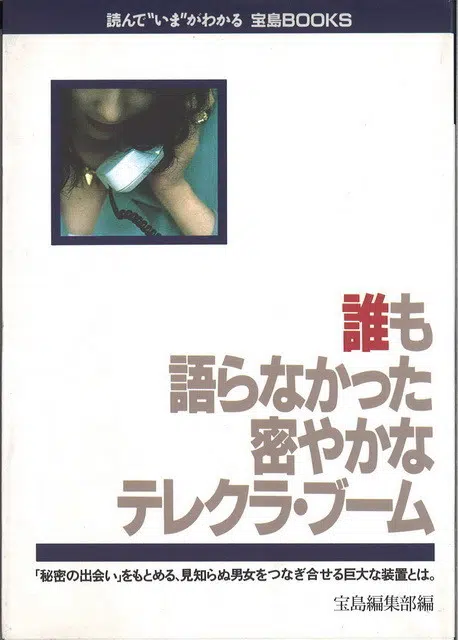 読んで"いま"がわかる 宝島BOOKS
誰も
語らなかった
密やかな
テレクラ・ブーム
「秘密の出会い」をもとめる、見知らぬ男女をつなぎ合せる巨大な装置とは。
宝島編集部編